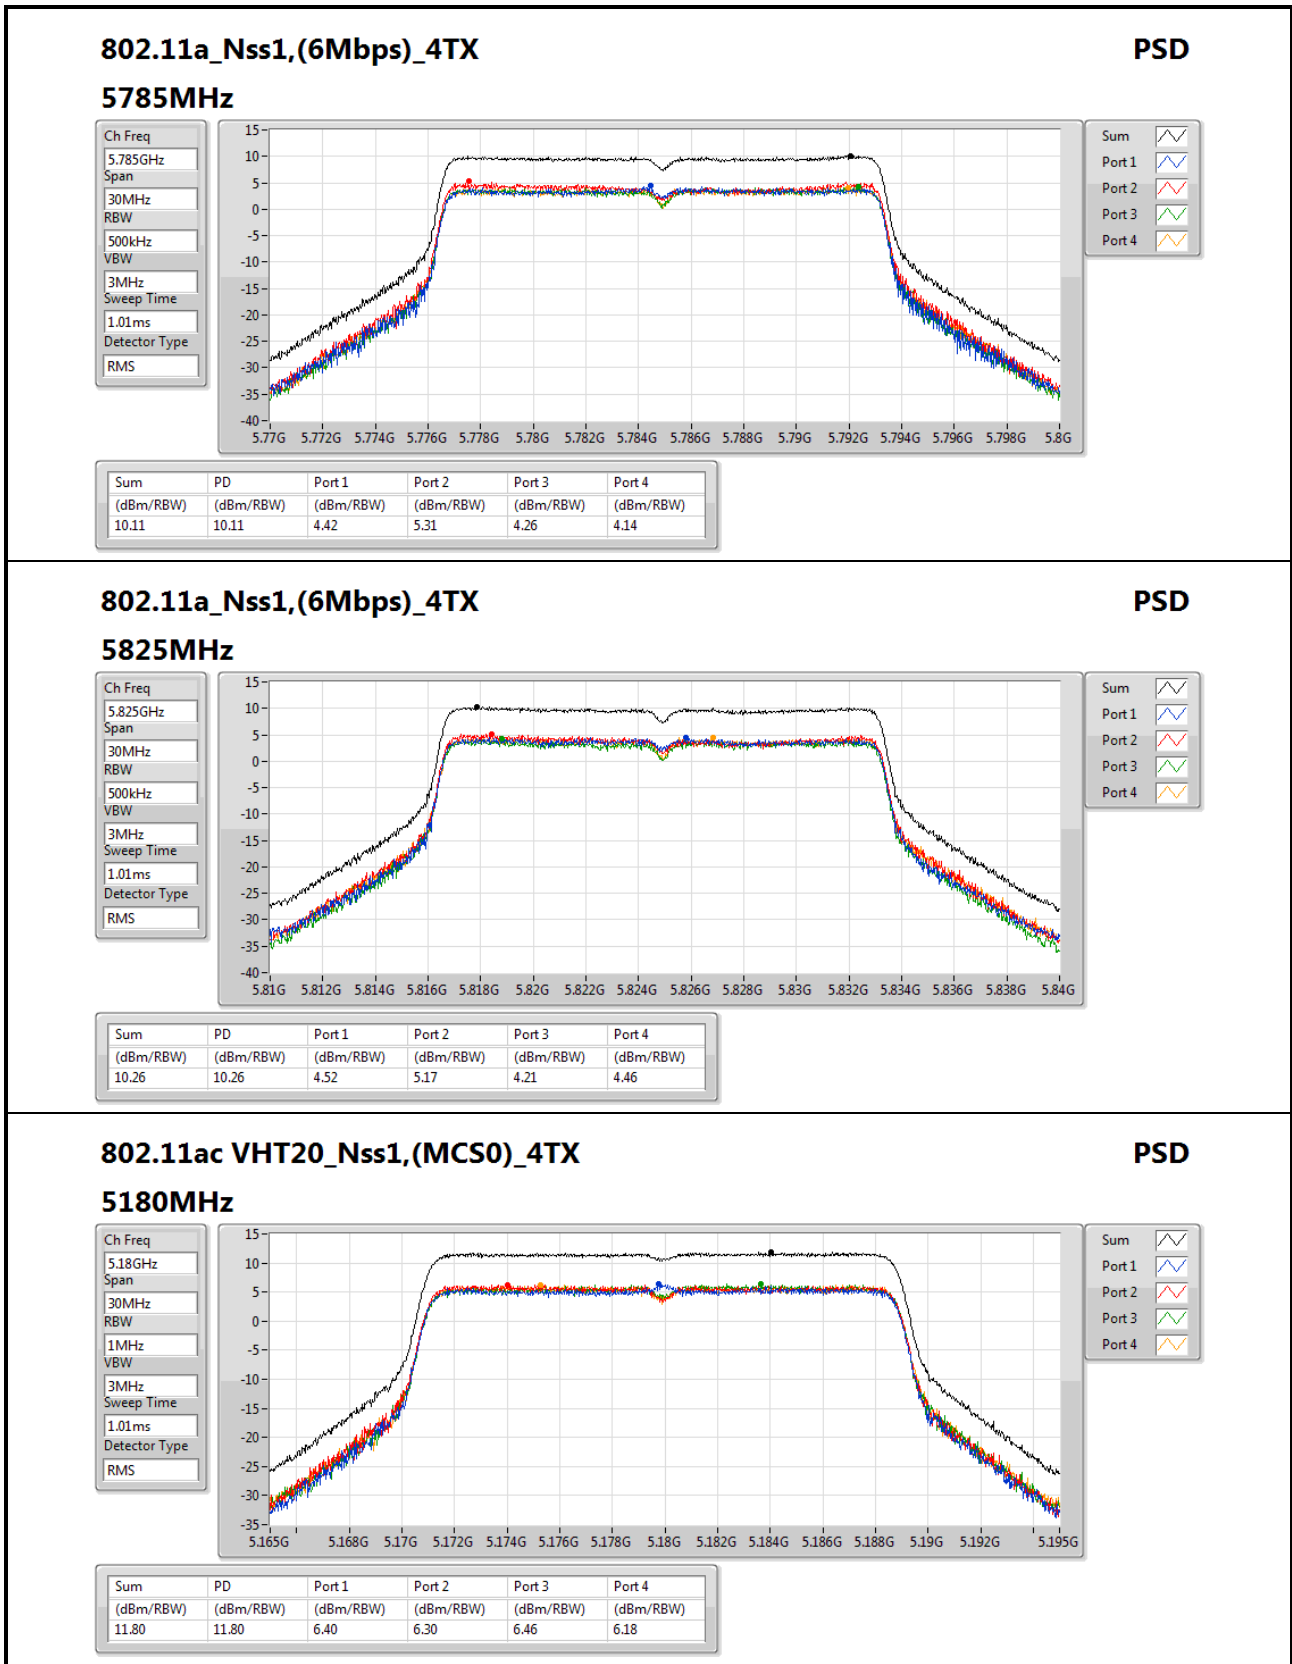 802.11a_Nss1,(6Mbps)_4TX PSD
5785MHz
Ch Freq
5.785GHz
Span
30MHz
RBW
500kHz
VBW
3MHz
Sweep Time
1.01ms
Detector Type
RMS
15
10
5
0
-5
-10
-15
-20
-25
-30
-35
-40
5.77G 5.772G 5.774G 5.776G 5.778G 5.78G 5.782G 5.784G 5.786G 5.788G 5.79G 5.792G 5.794G 5.796G 5.798G 5.8G
Sum
Port 1
Port 2
Port 3
Port 4
Sum PD Port 1 Port 2 Port 3 Port 4
(dBm/RBW) (dBm/RBW) (dBm/RBW) (dBm/RBW) (dBm/RBW) (dBm/RBW)
10.11 10.11 4.42 5.31 4.26 4.14
802.11a_Nss1,(6Mbps)_4TX PSD
5825MHz
Ch Freq
5.825GHz
Span
30MHz
RBW
500kHz
VBW
3MHz
Sweep Time
1.01ms
Detector Type
RMS
15
10
5
0
-5
-10
-15
-20
-25
-30
-35
-40
5.81G 5.812G 5.814G 5.816G 5.818G 5.82G 5.822G 5.824G 5.826G 5.828G 5.83G 5.832G 5.834G 5.836G 5.838G 5.84G
Sum
Port 1
Port 2
Port 3
Port 4
Sum PD Port 1 Port 2 Port 3 Port 4
(dBm/RBW) (dBm/RBW) (dBm/RBW) (dBm/RBW) (dBm/RBW) (dBm/RBW)
10.26 10.26 4.52 5.17 4.21 4.46
802.11ac VHT20_Nss1,(MCS0)_4TX PSD
5180MHz
Ch Freq
5.18GHz
Span
30MHz
RBW
1MHz
VBW
3MHz
Sweep Time
1.01ms
Detector Type
RMS
15
10
5
0
-5
-10
-15
-20
-25
-30
-35
5.165G 5.168G 5.17G 5.172G 5.174G 5.176G 5.178G 5.18G 5.182G 5.184G 5.186G 5.188G 5.19G 5.192G 5.195G
Sum
Port 1
Port 2
Port 3
Port 4
Sum PD Port 1 Port 2 Port 3 Port 4
(dBm/RBW) (dBm/RBW) (dBm/RBW) (dBm/RBW) (dBm/RBW) (dBm/RBW)
11.80 11.80 6.40 6.30 6.46 6.18